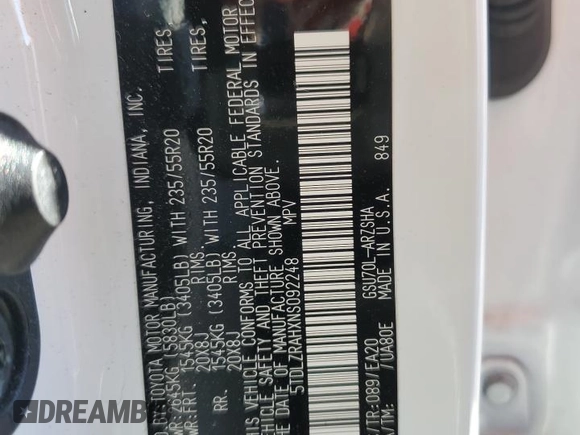 TOYOTA MOTOR MANUFACTURING, INDIANA, INC.
2645KG (5830LB) TIRES,
FRT. 1545KG (3405LB) WITH 235/55R20
RIMS, 20X8J TIRES,
RR. 1545KG (3405LB) WITH 235/55R20
RIMS, 20X8J
THIS VEHICLE CONFORMS TO ALL APPLICABLE FEDERAL MOTOR
VEHICLE SAFETY AND THEFT PREVENTION STANDARDS IN EFFECT
THE DATE OF MANUFACTURE SHOWN ABOVE.
5TDLZRAHXNS092248 MPV
/TR:089/EA20 GSU70L-ARZSHA
/TM: /UA80E MADE IN U.S.A. 849
DREAMB